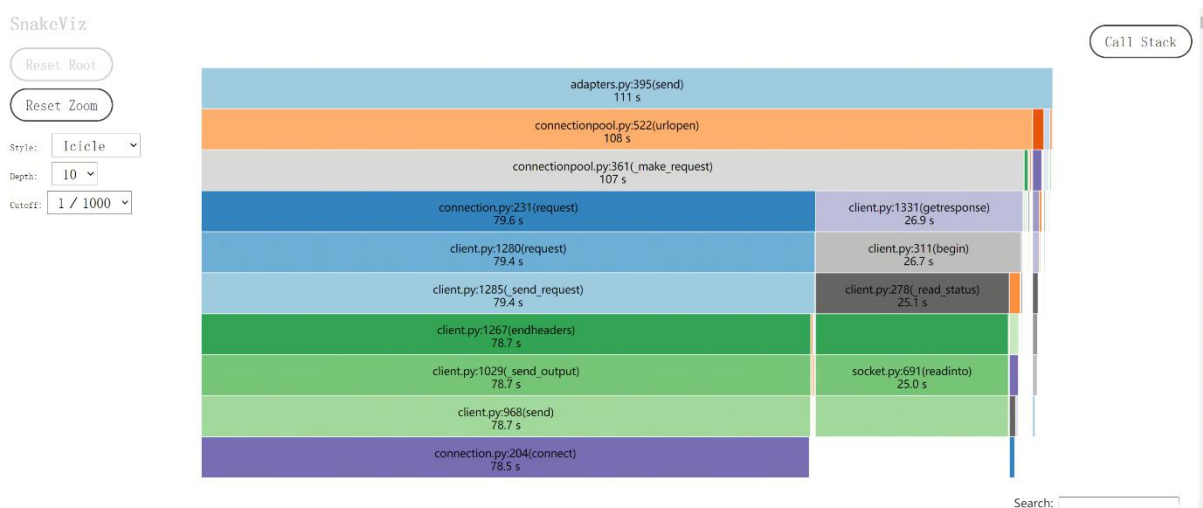 SnakeViz
Call Stack
Reset Root
Reset Zoom
Style: Icicle
Depth: 10
Cutoff: 1 / 1000
adapters.py:395(send)
111 s
connectionpool.py:522(urlopen)
108 s
connectionpool.py:361(_make_request)
107 s
connection.py:231(request)
79.6 s
client.py:1331(getresponse)
26.9 s
client.py:1280(request)
79.4 s
client.py:311(begin)
26.7 s
client.py:1285(_send_request)
79.4 s
client.py:278(_read_status)
25.1 s
client.py:1267(endheaders)
78.7 s
client.py:1029(_send_output)
78.7 s
socket.py:691(readinto)
25.0 s
client.py:968(send)
78.7 s
connection.py:204(connect)
78.5 s
Search: